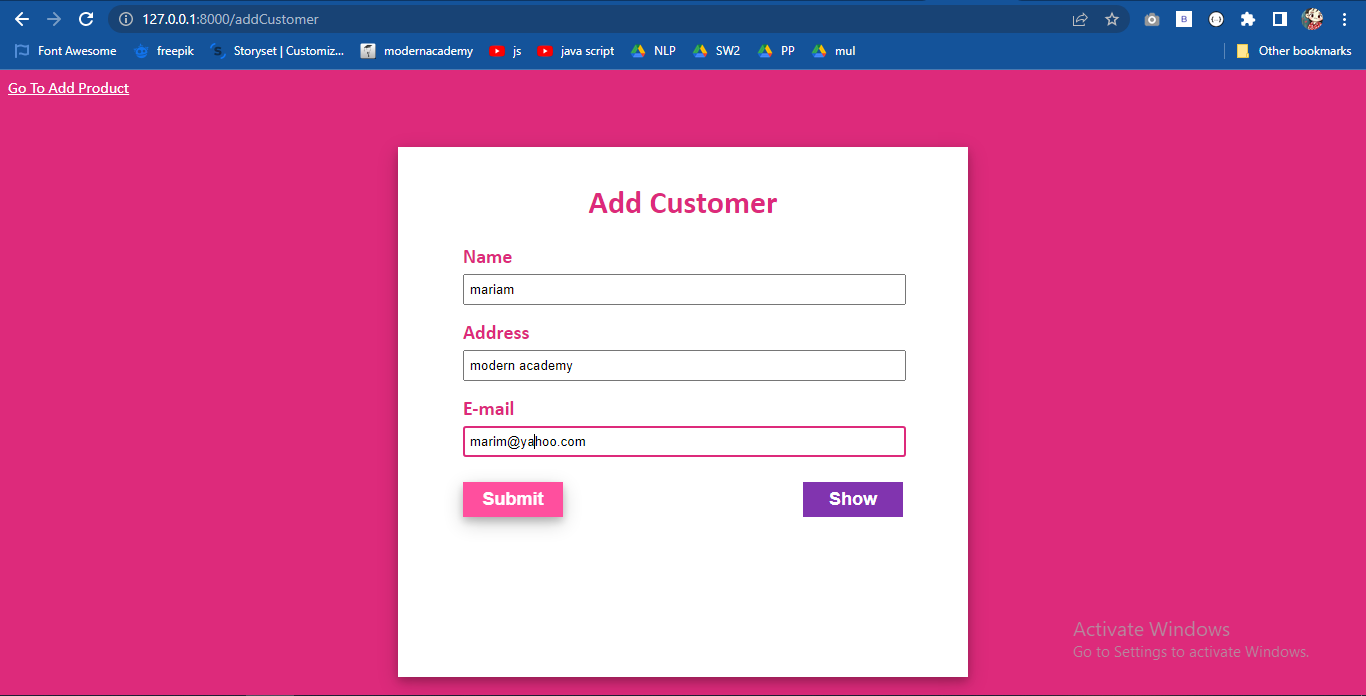 127.0.0.1:8000/addCustomer
B
Font Awesome freepik S Storyset | Customiz... modernacademy js java script NLP SW2 PP mul Other bookmarks
Go To Add Product
Add Customer
Name
mariam
Address
modern academy
E-mail
marim@yahoo.com
Submit Show
Activate Windows
Go to Settings to activate Windows.